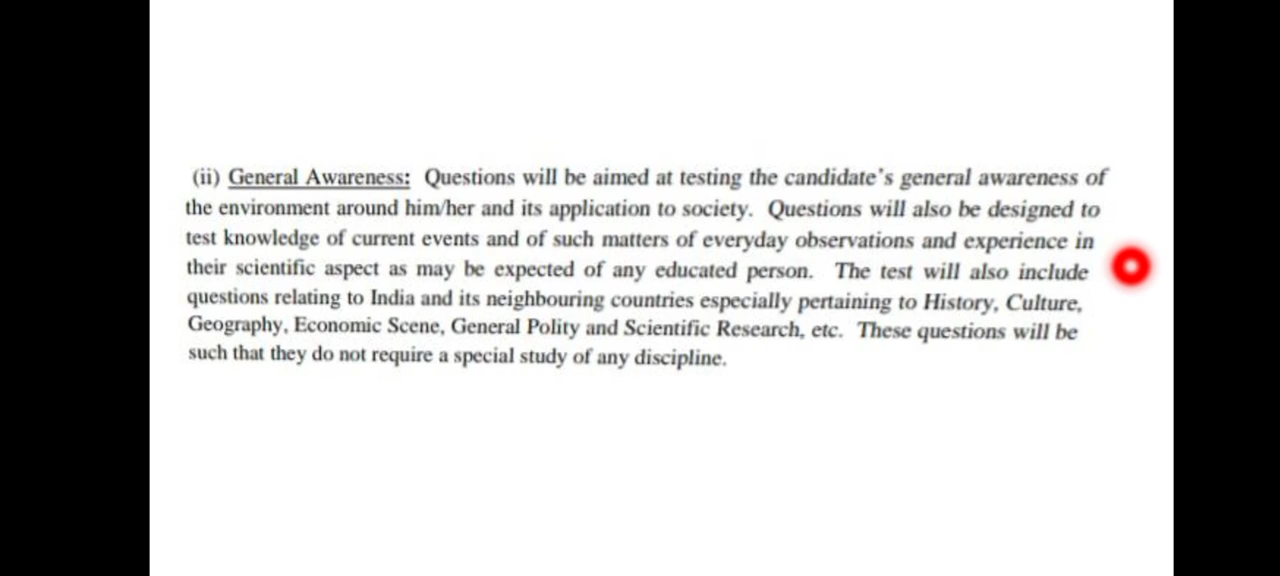 (ii) General Awareness: Questions will be aimed at testing the candidate's general awareness of
the environment around him/her and its application to society. Questions will also be designed to
test knowledge of current events and of such matters of everyday observations and experience in
their scientific aspect as may be expected of any educated person. The test will also include
questions relating to India and its neighbouring countries especially pertaining to History, Culture,
Geography, Economic Scene, General Polity and Scientific Research, etc. These questions will be
such that they do not require a special study of any discipline.